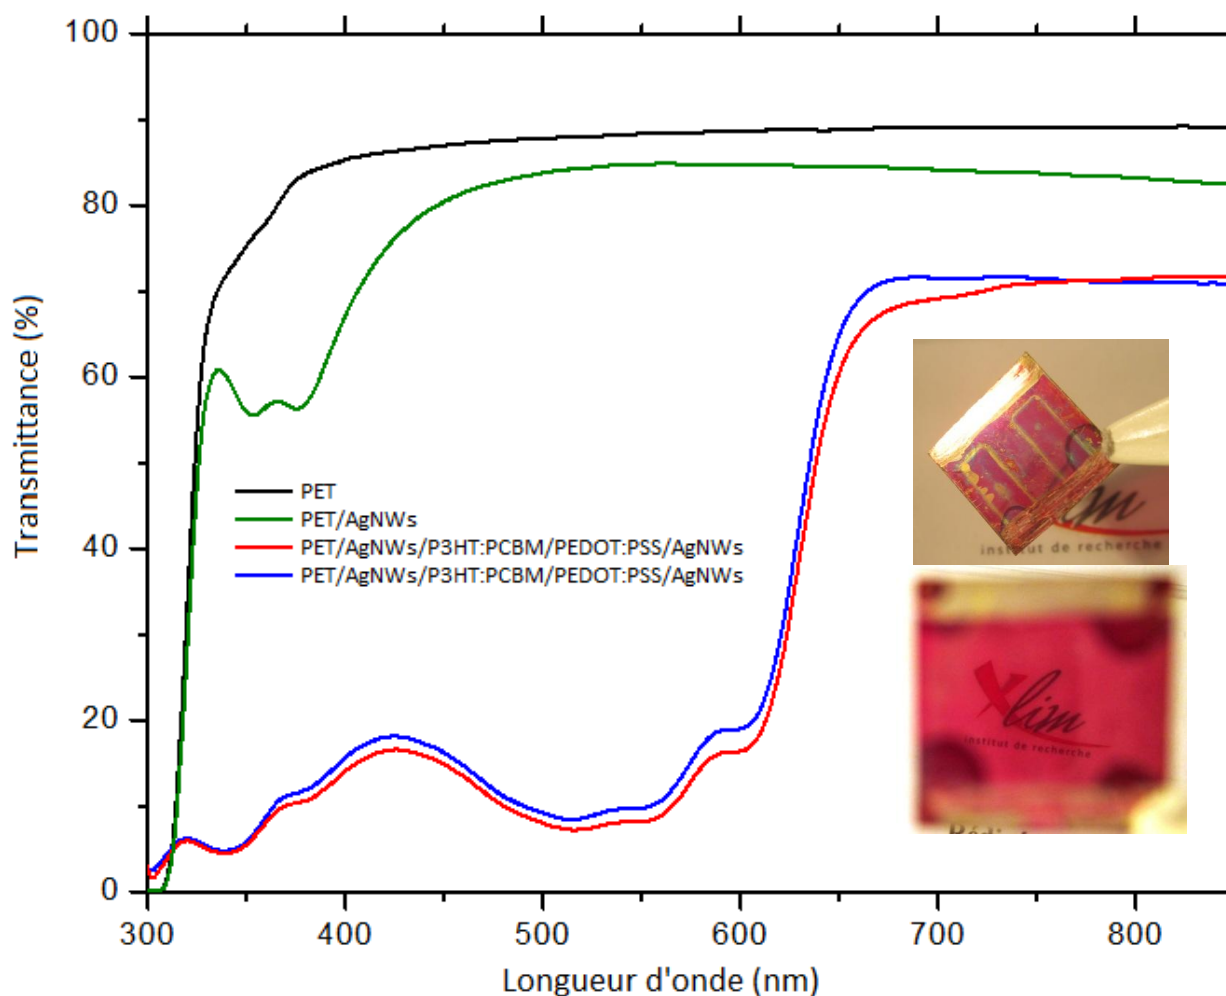 100
80
60
40
20
0
Transmittance (%)
PET
PET/AgNWs
PET/AgNWs/P3HT:PCBM/PEDOT:PSS/AgNWs
PET/AgNWs/P3HT:PCBM/PEDOT:PSS/AgNWs
im
institut de recherche
Xlim
institut de recherche
300 400 500 600 700 800
Longueur d'onde (nm)